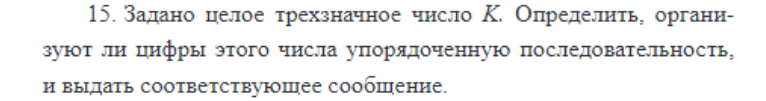 15. Задано целое трехзначное число K. Определить, органи-
зуют ли цифры этого числа упорядоченную последовательность,
и выдать соответствующее сообщение.